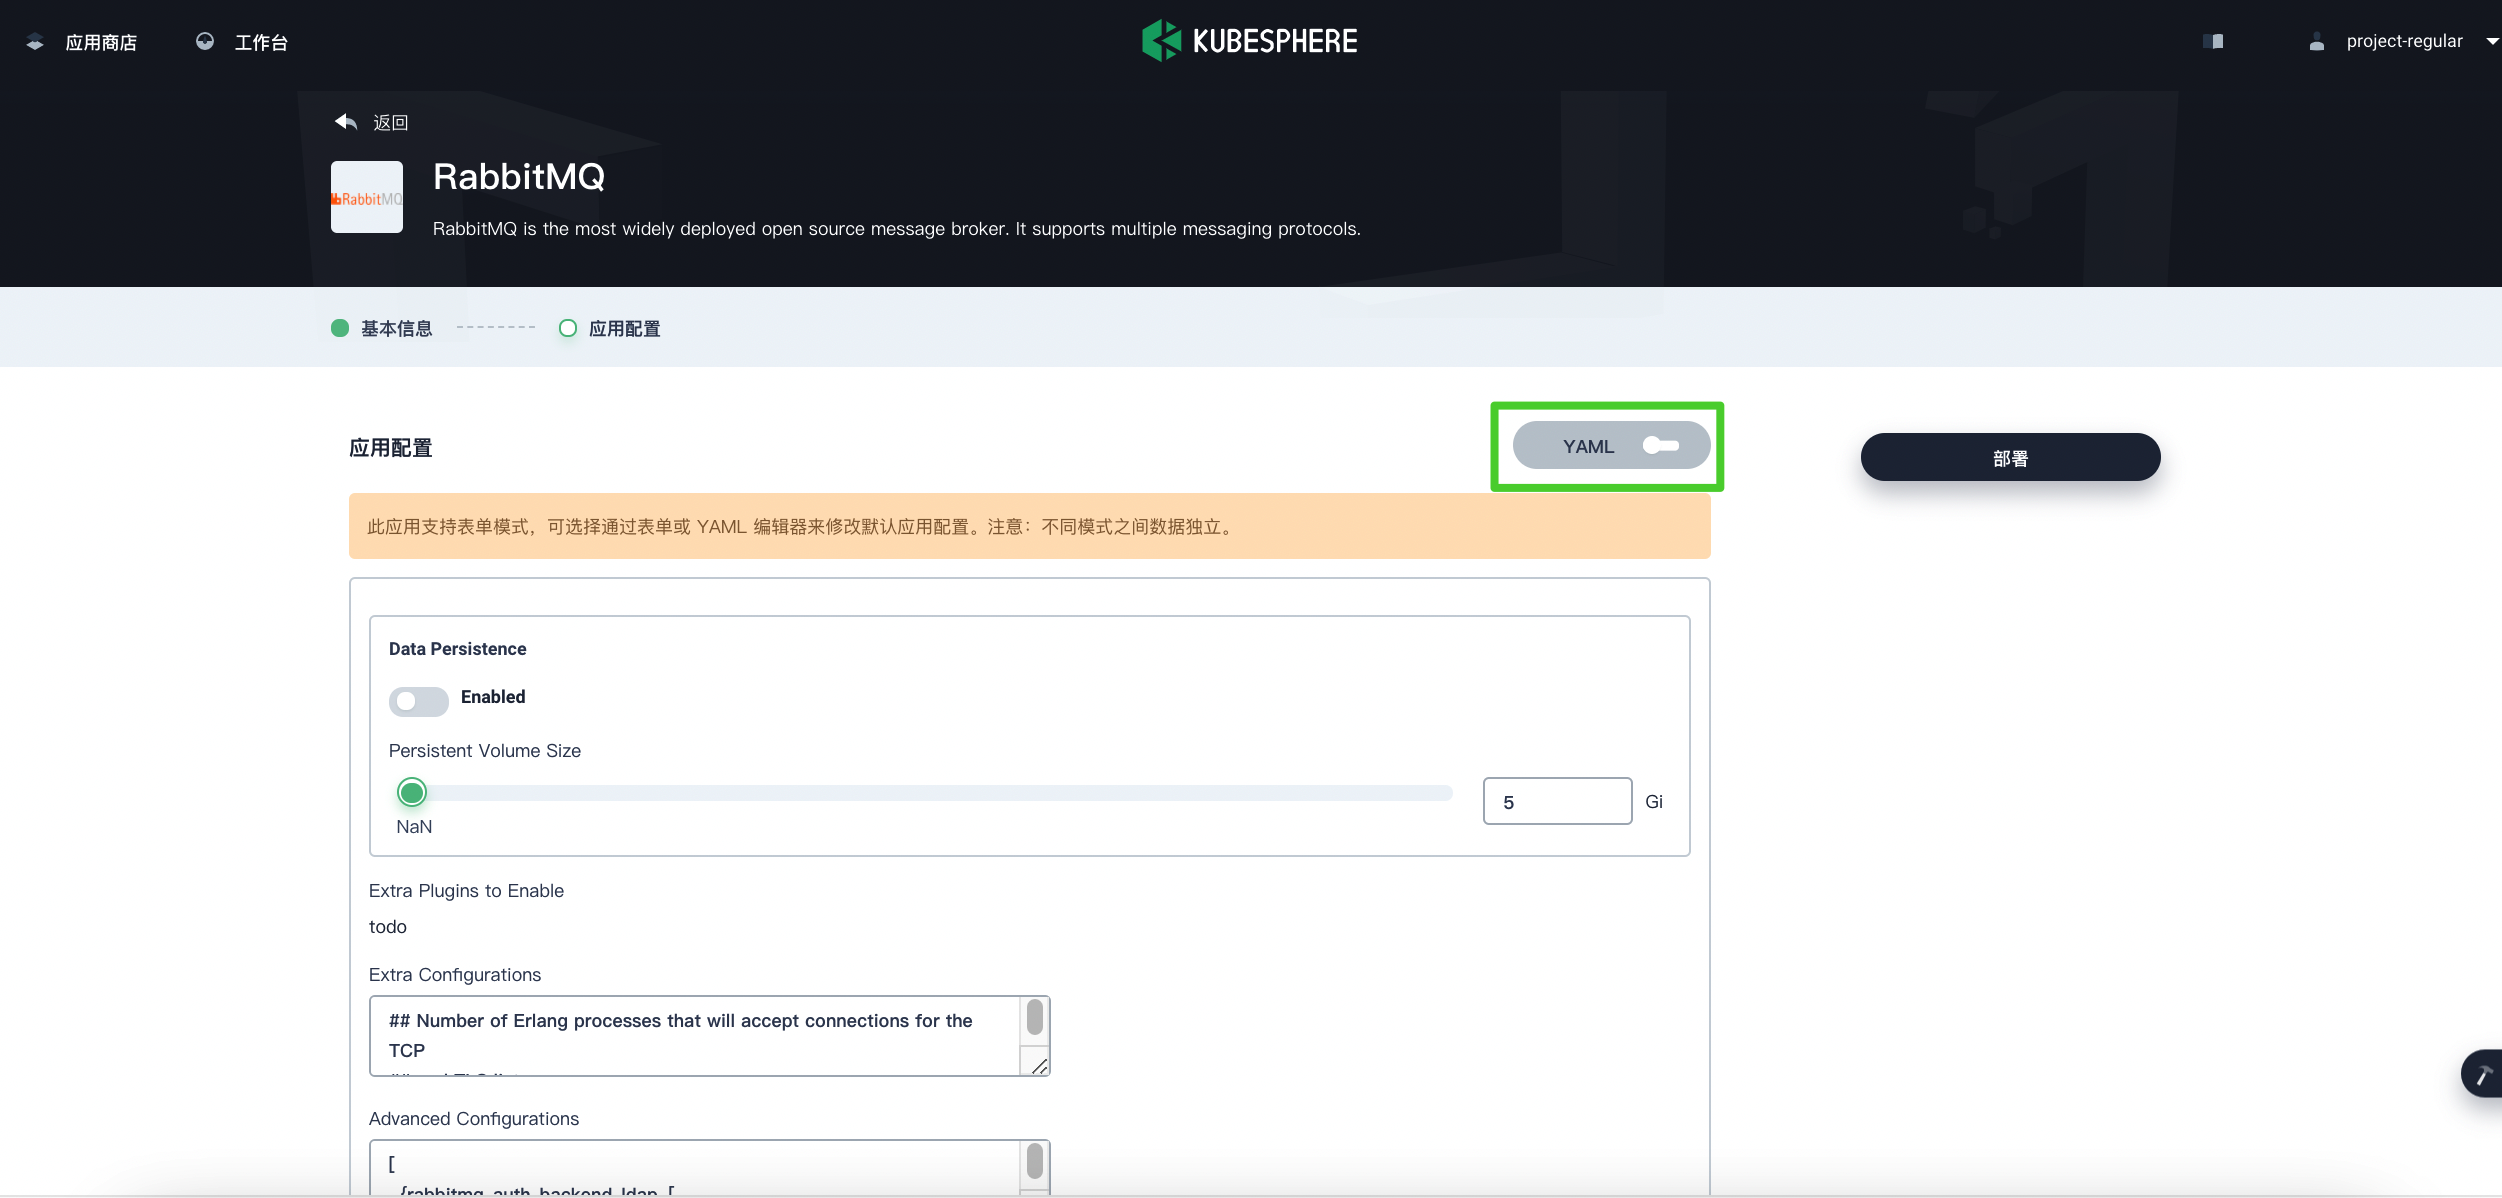 应用商店
工作台
KUBESPHERE
project-regular
返回
RabbitMQ
RabbitMQ
RabbitMQ is the most widely deployed open source message broker. It supports multiple messaging protocols.
基本信息
应用配置
应用配置
YAML
部署
此应用支持表单模式，可选择通过表单或 YAML 编辑器来修改默认应用配置。注意：不同模式之间数据独立。
Data Persistence
Enabled
Persistent Volume Size
5
Gi
NaN
Extra Plugins to Enable
todo
Extra Configurations
## Number of Erlang processes that will accept connections for the
TCP
Advanced Configurations
[
{rabbitmq_auth_backend_ldap, [